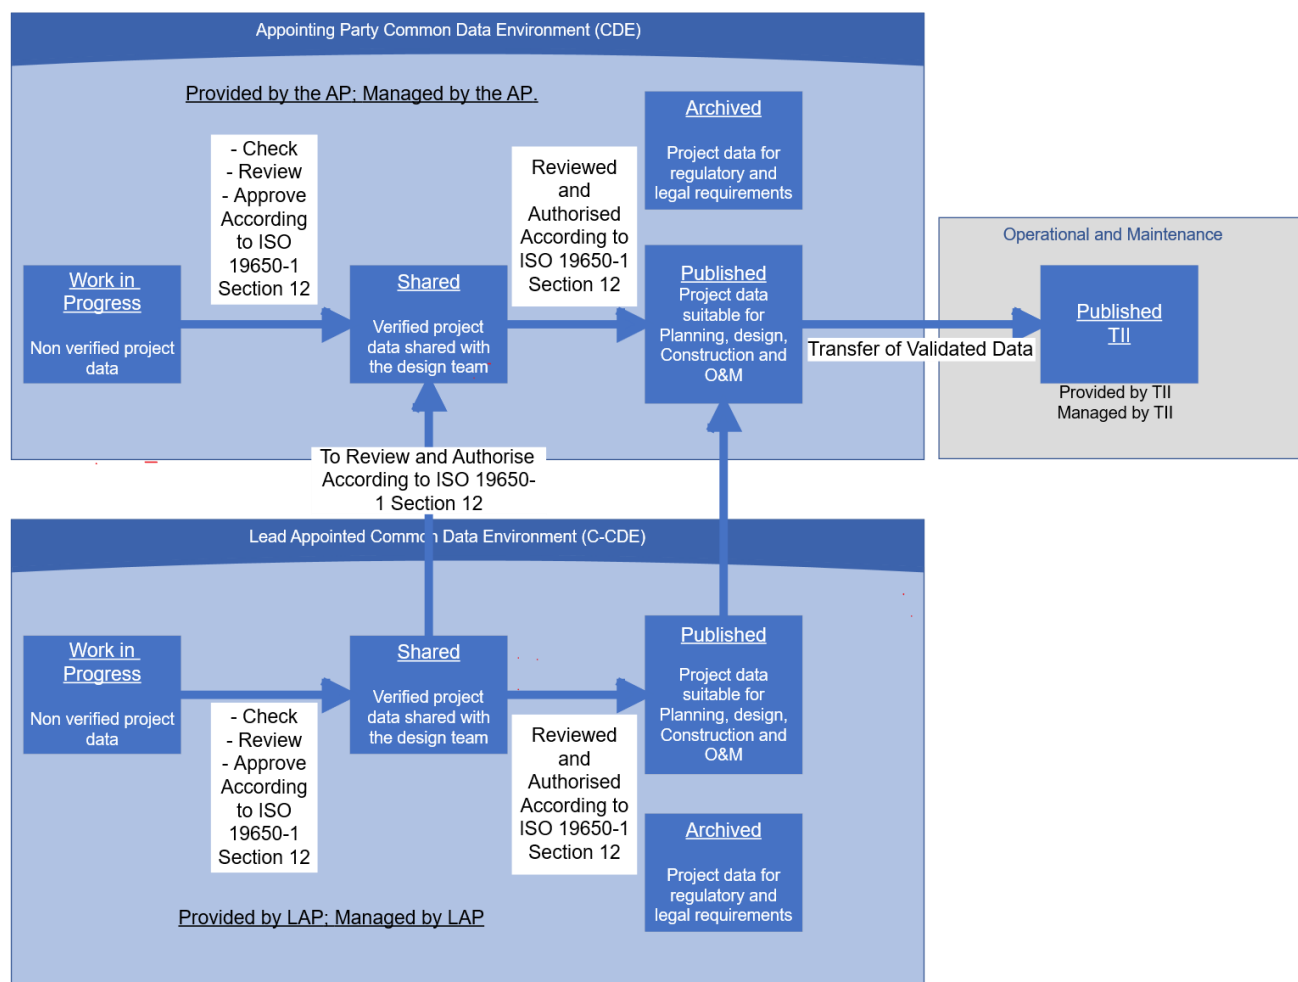 Appointing Party Common Data Environment (CDE)
Provided by the AP; Managed by the AP.
- Check
- Review
- Approve
According
to ISO
19650-1
Section 12
Reviewed
and
Authorised
According to
ISO 19650-1
Section 12
Archived
Project data for
regulatory and
legal requirements
Work in
Progress
Non verified project
data
Shared
Verified project
data shared with
the design team
Published
Project data
suitable for
Planning, design,
Construction and
O&M
Transfer of Validated Data
Operational and Maintenance
Published
TII
Provided by TII
Managed by TII
To Review and Authorise
According to ISO 19650-
1 Section 12
Lead Appointed Common Data Environment (C-CDE)
Work in
Progress
Non verified project
data
- Check
- Review
- Approve
According
to ISO
19650-1
Section 12
Shared
Verified project
data shared with
the design team
Reviewed
and
Authorised
According to
ISO 19650-1
Section 12
Published
Project data
suitable for
Planning, design,
Construction and
O&M
Archived
Project data for
regulatory and
legal requirements
Provided by LAP; Managed by LAP